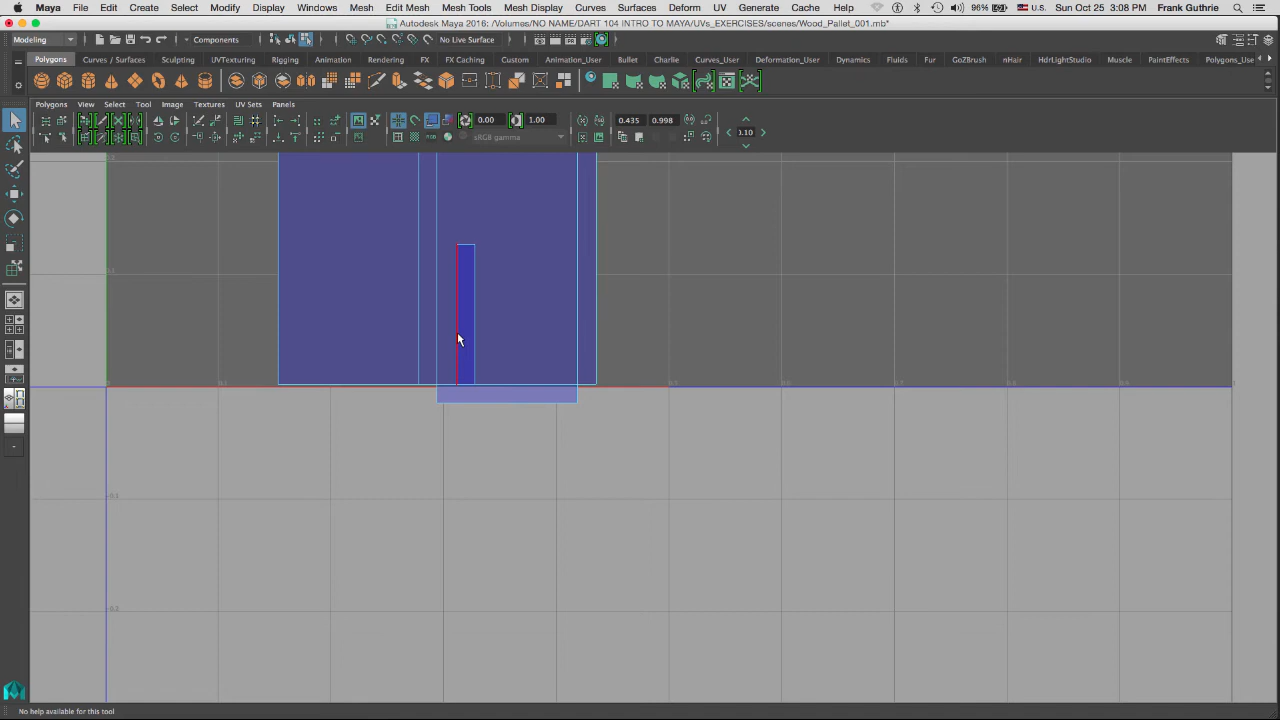 Maya File Edit Create Select Modify Display Windows Mesh Edit Mesh Mesh Tools Mesh Display Curves Surfaces Deform UV Generate Cache Help 96% U.S. Sun Oct 25 3:08 PM Frank Guthrie
Autodesk Maya 2016: /Volumes/NO NAME/DART 104 INTRO TO MAYA/UVs_EXERCISES/scenes/Wood_Pallet_001.mb*
Modeling Components No Live Surface
Polygons Curves / Surfaces Sculpting UVTexturing Rigging Animation Rendering FX FX Caching Custom Animation_User Bullet Charlie Curves_User Deformation_User Dynamics Fluids Fur GoZBrush nHair HdrLightStudio Muscle PaintEffects Polygons_Use
Polygons View Select Tool Image Textures UV Sets Panels
0.00 1.00 0.435 0.998
sRGB gamma 0.10
No help available for this tool